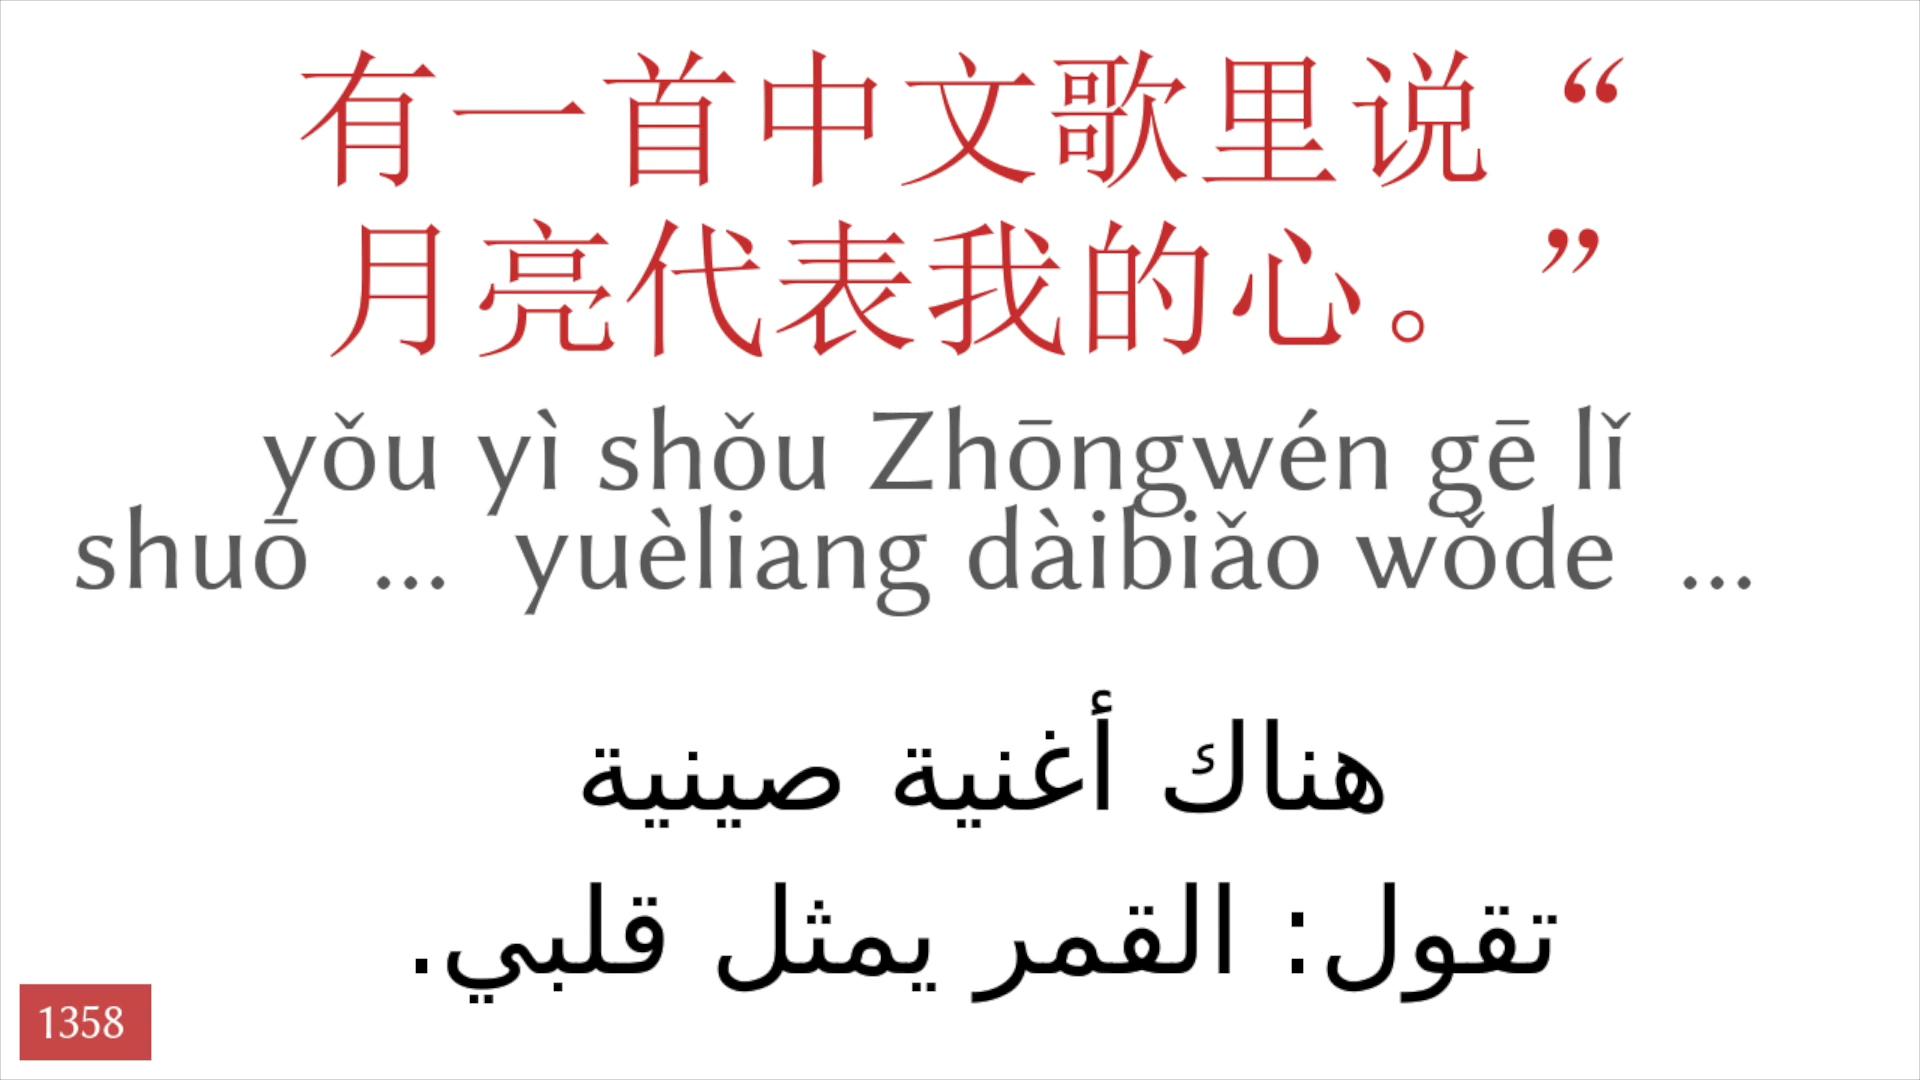 有一首中文歌里说“
月亮代表我的心。”
yǒu yì shǒu Zhōngwén gē lǐ
shuō ... yuèliang dàibiǎo wǒde ...
هناك أغنية صينية
تقول: القمر يمثل قلبي.
1358